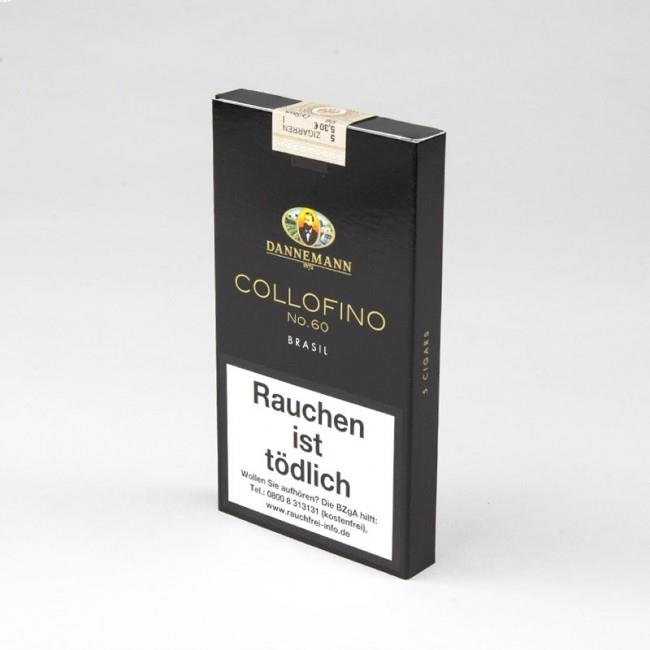 5
ZIGARREN
5,30 €
DANNEMANN
1872
COLLOFINO
No. 60
BRASIL
Rauchen
ist
tödlich
Wollen Sie aufhören? Die BZgA hilft:
Tel.: 0800 8 313131 (kostenfrei),
www.rauchfrei-info.de
5 CIGARS